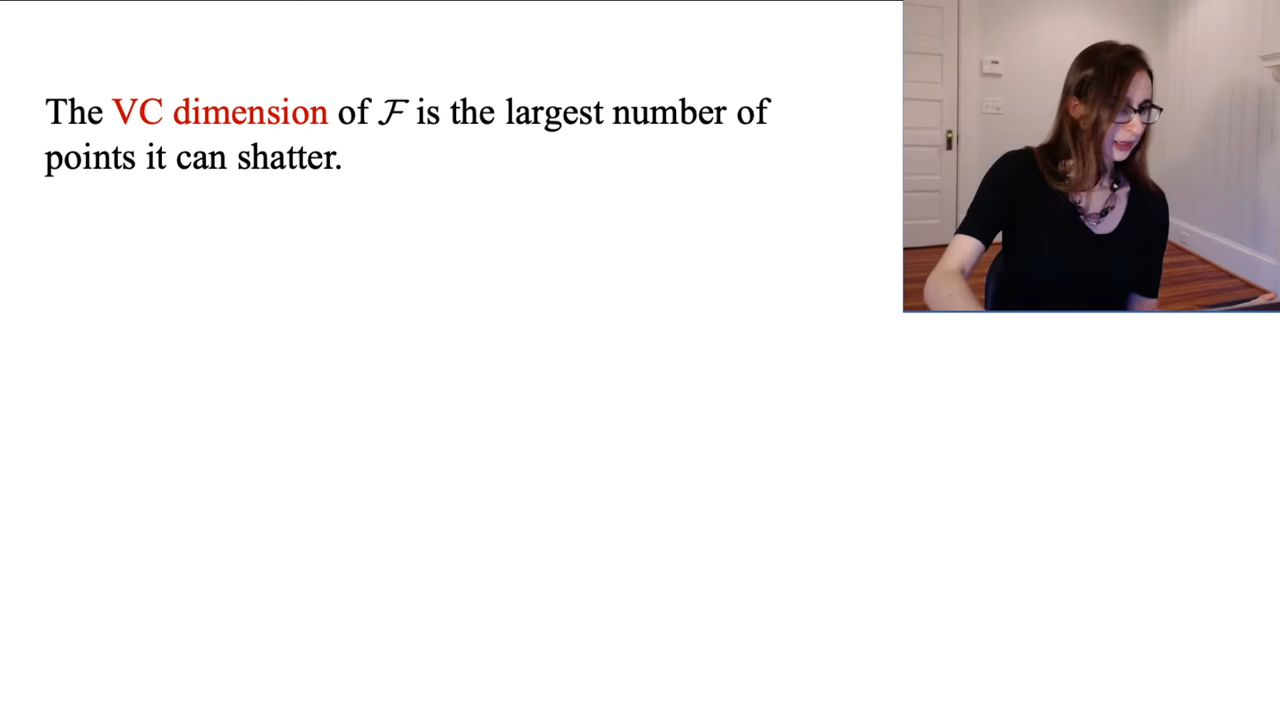 The VC dimension of ℱ is the largest number of
points it can shatter.